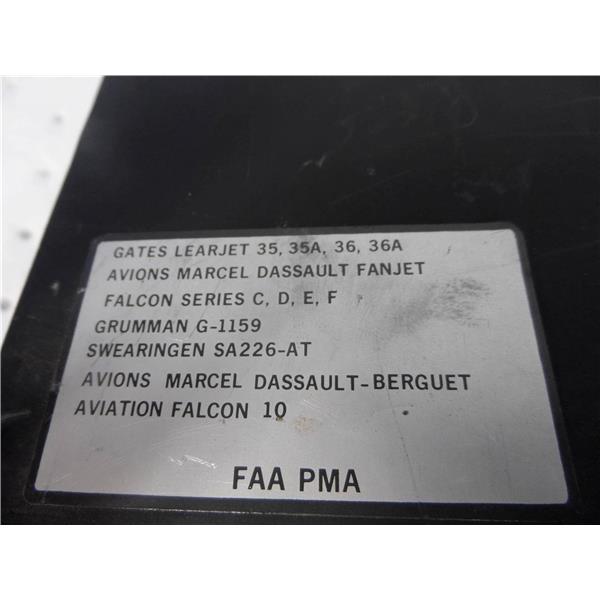 GATES LEARJET 35, 35A, 36, 36A
AVIONS MARCEL DASSAULT FANJET
FALCON SERIES C, D, E, F
GRUMMAN G-1159
SWEARINGEN SA226-AT
AVIONS MARCEL DASSAULT-BERGUET
AVIATION FALCON 10
FAA PMA